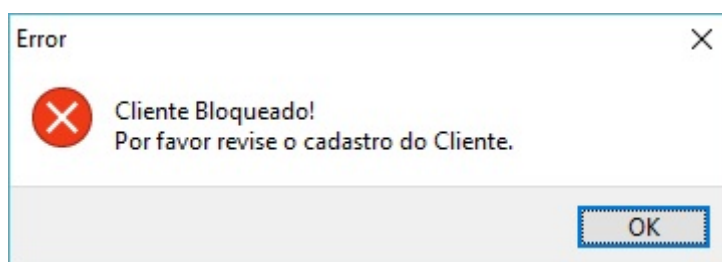 Error
Cliente Bloqueado!
Por favor revise o cadastro do Cliente.
OK